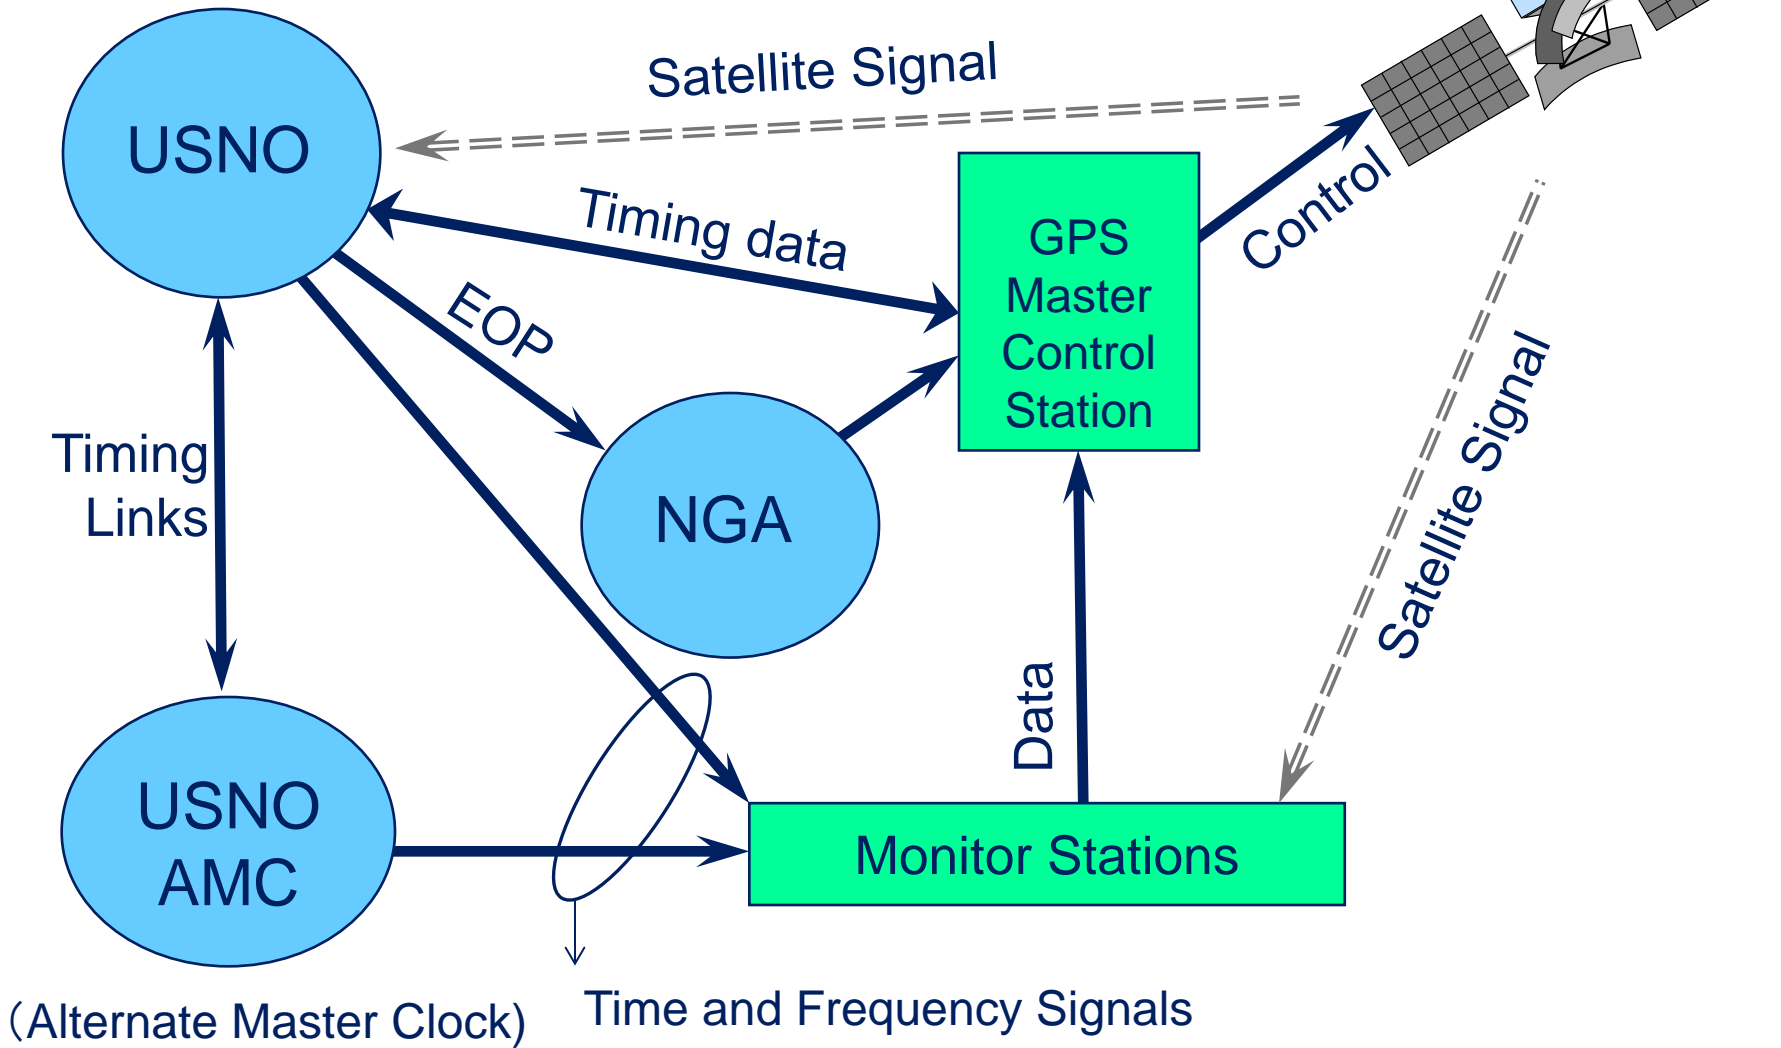 Satellite Signal
USNO
Timing data
GPS
Master
Control
Station
Control
EOP
Satellite Signal
Timing
Links
NGA
Data
USNO
AMC
Monitor Stations
（Alternate Master Clock)
Time and Frequency Signals